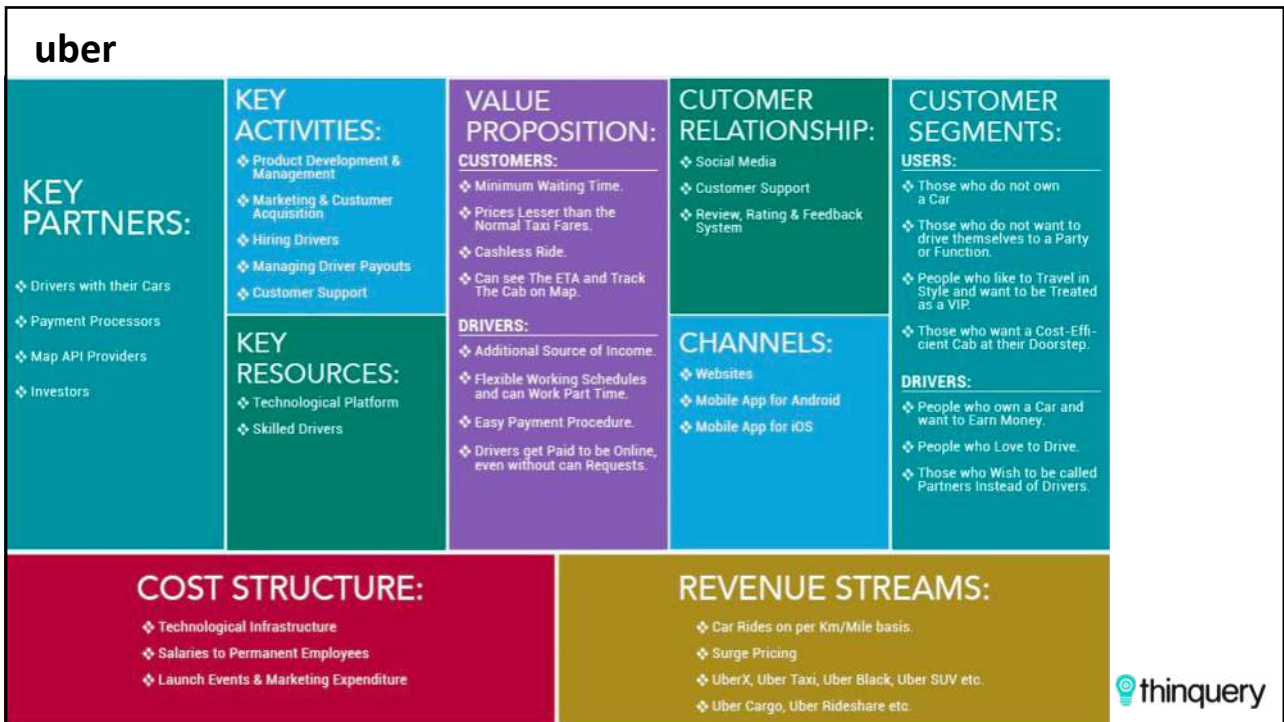 uber
KEY
PARTNERS:
❖ Drivers with their Cars
❖ Payment Processors
❖ Map API Providers
❖ Investors
KEY
ACTIVITIES:
❖ Product Development &
Management
❖ Marketing & Custumer
Acquisition
❖ Hiring Drivers
❖ Managing Driver Payouts
❖ Customer Support
KEY
RESOURCES:
❖ Technological Platform
❖ Skilled Drivers
VALUE
PROPOSITION:
CUSTOMERS:
❖ Minimum Waiting Time.
❖ Prices Lesser than the
Normal Taxi Fares.
❖ Cashless Ride.
❖ Can see The ETA and Track
The Cab on Map.
DRIVERS:
❖ Additional Source of Income.
❖ Flexible Working Schedules
and can Work Part Time.
❖ Easy Payment Procedure.
❖ Drivers get Paid to be Online,
even without can Requests.
CUTOMER
RELATIONSHIP:
❖ Social Media
❖ Customer Support
❖ Review, Rating & Feedback
System
CHANNELS:
❖ Websites
❖ Mobile App for Android
❖ Mobile App for iOS
CUSTOMER
SEGMENTS:
USERS:
❖ Those who do not own
a Car
❖ Those who do not want to
drive themselves to a Party
or Function.
❖ People who like to Travel in
Style and want to be Treated
as a VIP.
❖ Those who want a Cost-Effi-
cient Cab at their Doorstep.
DRIVERS:
❖ People who own a Car and
want to Earn Money.
❖ People who Love to Drive.
❖ Those who Wish to be called
Partners Instead of Drivers.
COST STRUCTURE:
❖ Technological Infrastructure
❖ Salaries to Permanent Employees
❖ Launch Events & Marketing Expenditure
REVENUE STREAMS:
❖ Car Rides on per Km/Mile basis.
❖ Surge Pricing
❖ UberX, Uber Taxi, Uber Black, Uber SUV etc.
❖ Uber Cargo, Uber Rideshare etc.
thinquery